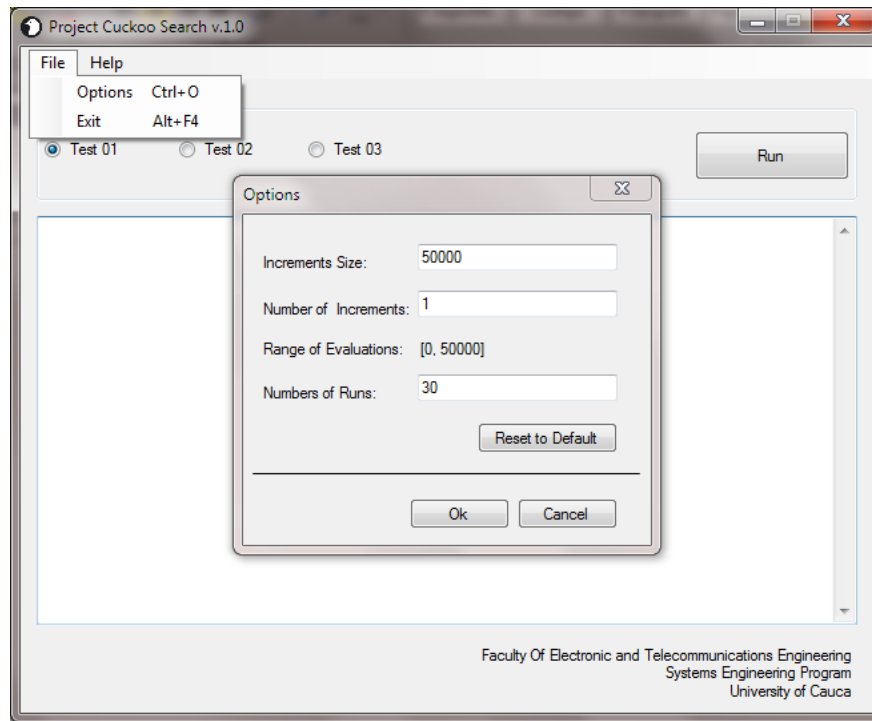 Project Cuckoo Search v.1.0
File Help
Options Ctrl+O
Exit Alt+F4
Test 01 Test 02 Test 03 Run
Options
Increments Size: 50000
Number of Increments: 1
Range of Evaluations: [0, 50000]
Numbers of Runs: 30
Reset to Default
Ok Cancel
Faculty Of Electronic and Telecommunications Engineering
Systems Engineering Program
University of Cauca